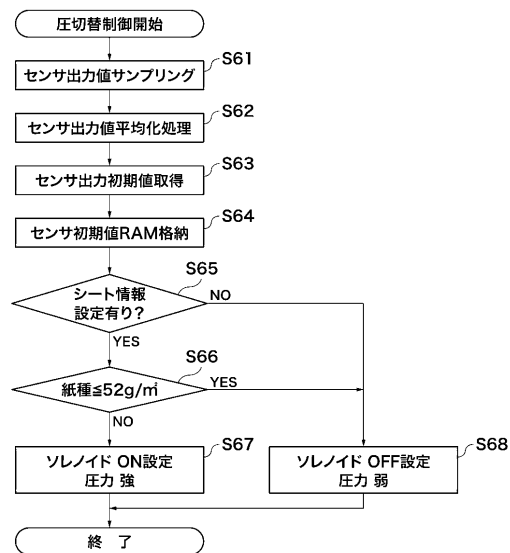 圧切替制御開始
S61
センサ出力値サンプリング
S62
センサ出力値平均化処理
S63
センサ出力初期値取得
S64
センサ初期値RAM格納
S65
シート情報
設定有り?
NO
YES
S66
紙種≦52g/㎡
YES
NO
S67
ソレノイド ON設定
圧力 強
S68
ソレノイド OFF設定
圧力 弱
終 了